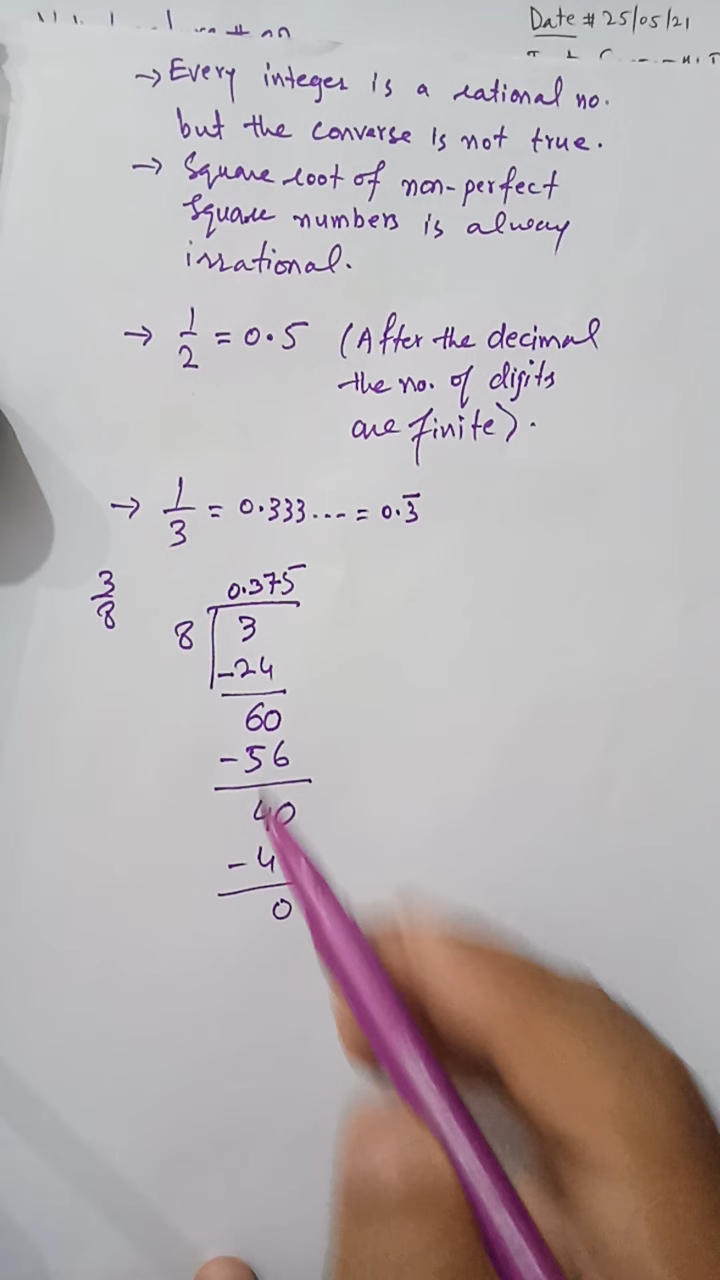 Date # 25/05/21
→ Every integer is a rational no.
but the converse is not true.
→ Square root of non-perfect
square numbers is alway
irrational.
→ 1/2 = 0.5 (After the decimal
the no. of digits
are finite).
→ 1/3 = 0.333.... = 0.3̅
3/8
0.375
8 3
-24
60
-56
40
-4
0